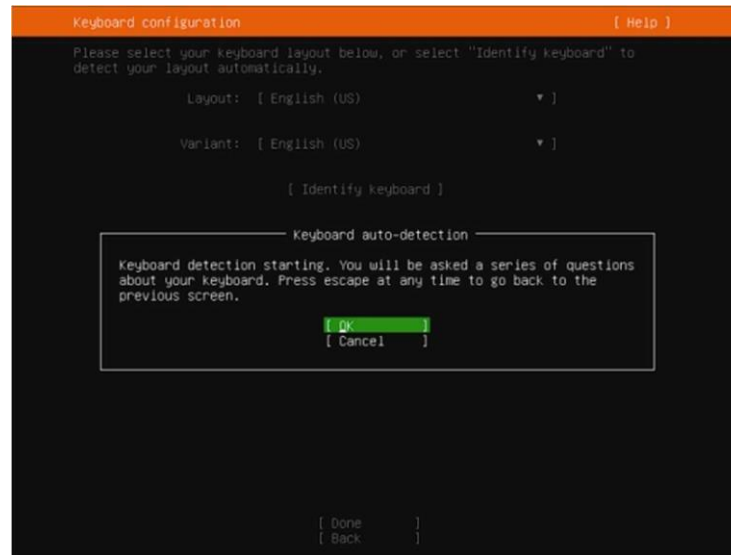 Keyboard configuration [ Help ]
Please select your keyboard layout below, or select "Identify keyboard" to
detect your layout automatically.
Layout: [ English (US) ▾ ]
Variant: [ English (US) ▾ ]
[ Identify keyboard ]
Keyboard auto-detection
Keyboard detection starting. You will be asked a series of questions
about your keyboard. Press escape at any time to go back to the
previous screen.
[ OK ]
[ Cancel ]
[ Done ]
[ Back ]